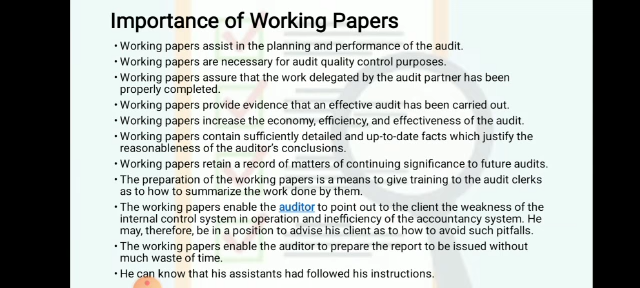 Importance of Working Papers
• Working papers assist in the planning and performance of the audit.
• Working papers are necessary for audit quality control purposes.
• Working papers assure that the work delegated by the audit partner has been
properly completed.
• Working papers provide evidence that an effective audit has been carried out.
• Working papers increase the economy, efficiency, and effectiveness of the audit.
• Working papers contain sufficiently detailed and up-to-date facts which justify the
reasonableness of the auditor's conclusions.
• Working papers retain a record of matters of continuing significance to future audits.
• The preparation of the working papers is a means to give training to the audit clerks
as to how to summarize the work done by them.
• The working papers enable the auditor to point out to the client the weakness of the
internal control system in operation and inefficiency of the accountancy system. He
may, therefore, be in a position to advise his client as to how to avoid such pitfalls.
• The working papers enable the auditor to prepare the report to be issued without
much waste of time.
• He can know that his assistants had followed his instructions.